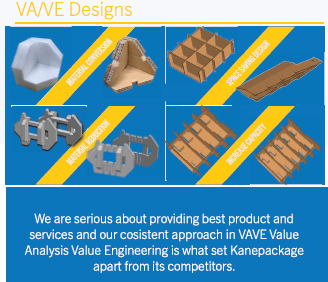 VA/VE Designs
MATERIAL CONVERSION
SPACE SAVING DESIGN
MATERIAL REDUCTION
INCREASE CAPACITY
We are serious about providing best product and
services and our cosistent approach in VAVE Value
Analysis Value Engineering is what set Kanepackage
apart from its competitors.